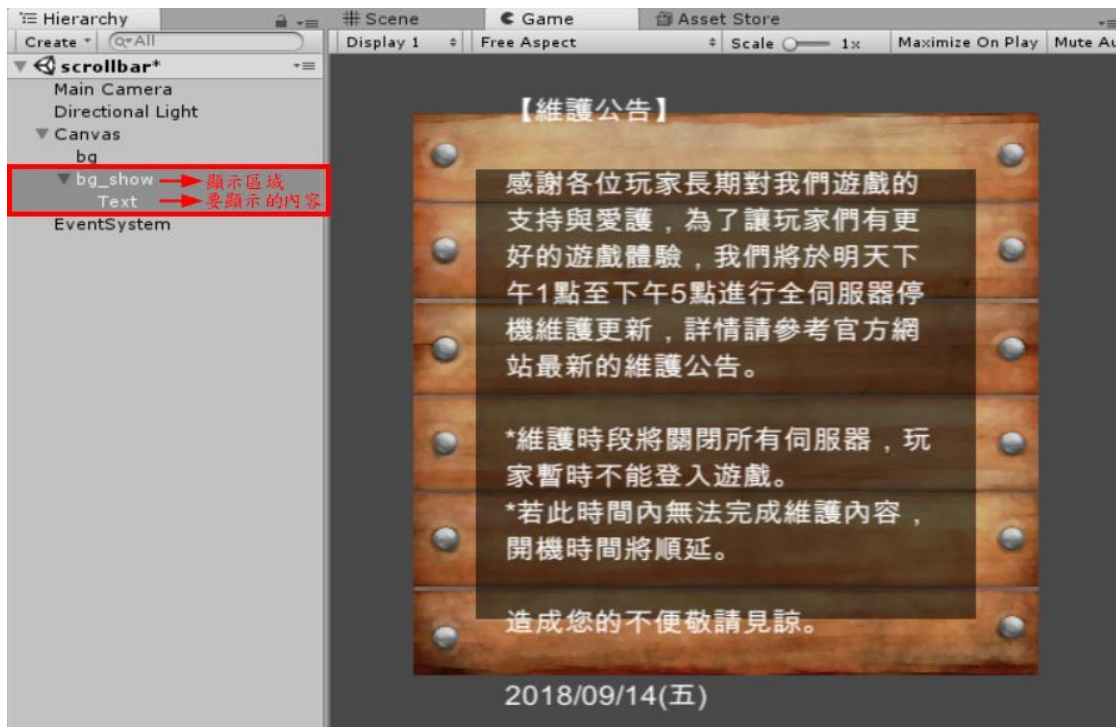 Hierarchy
Create
All
scrollbar*
Main Camera
Directional Light
Canvas
bg
bg_show 顯示區域
Text 要顯示的內容
EventSystem
Scene
Game
Asset Store
Display 1
Free Aspect
Scale 1x
Maximize On Play
Mute Au
【維護公告】
感謝各位玩家長期對我們遊戲的
支持與愛護，為了讓玩家們有更
好的遊戲體驗，我們將於明天下
午1點至下午5點進行全伺服器停
機維護更新，詳情請參考官方網
站最新的維護公告。
*維護時段將關閉所有伺服器，玩
家暫時不能登入遊戲。
*若此時間內無法完成維護內容，
開機時間將順延。
造成您的不便敬請見諒。
2018/09/14(五)